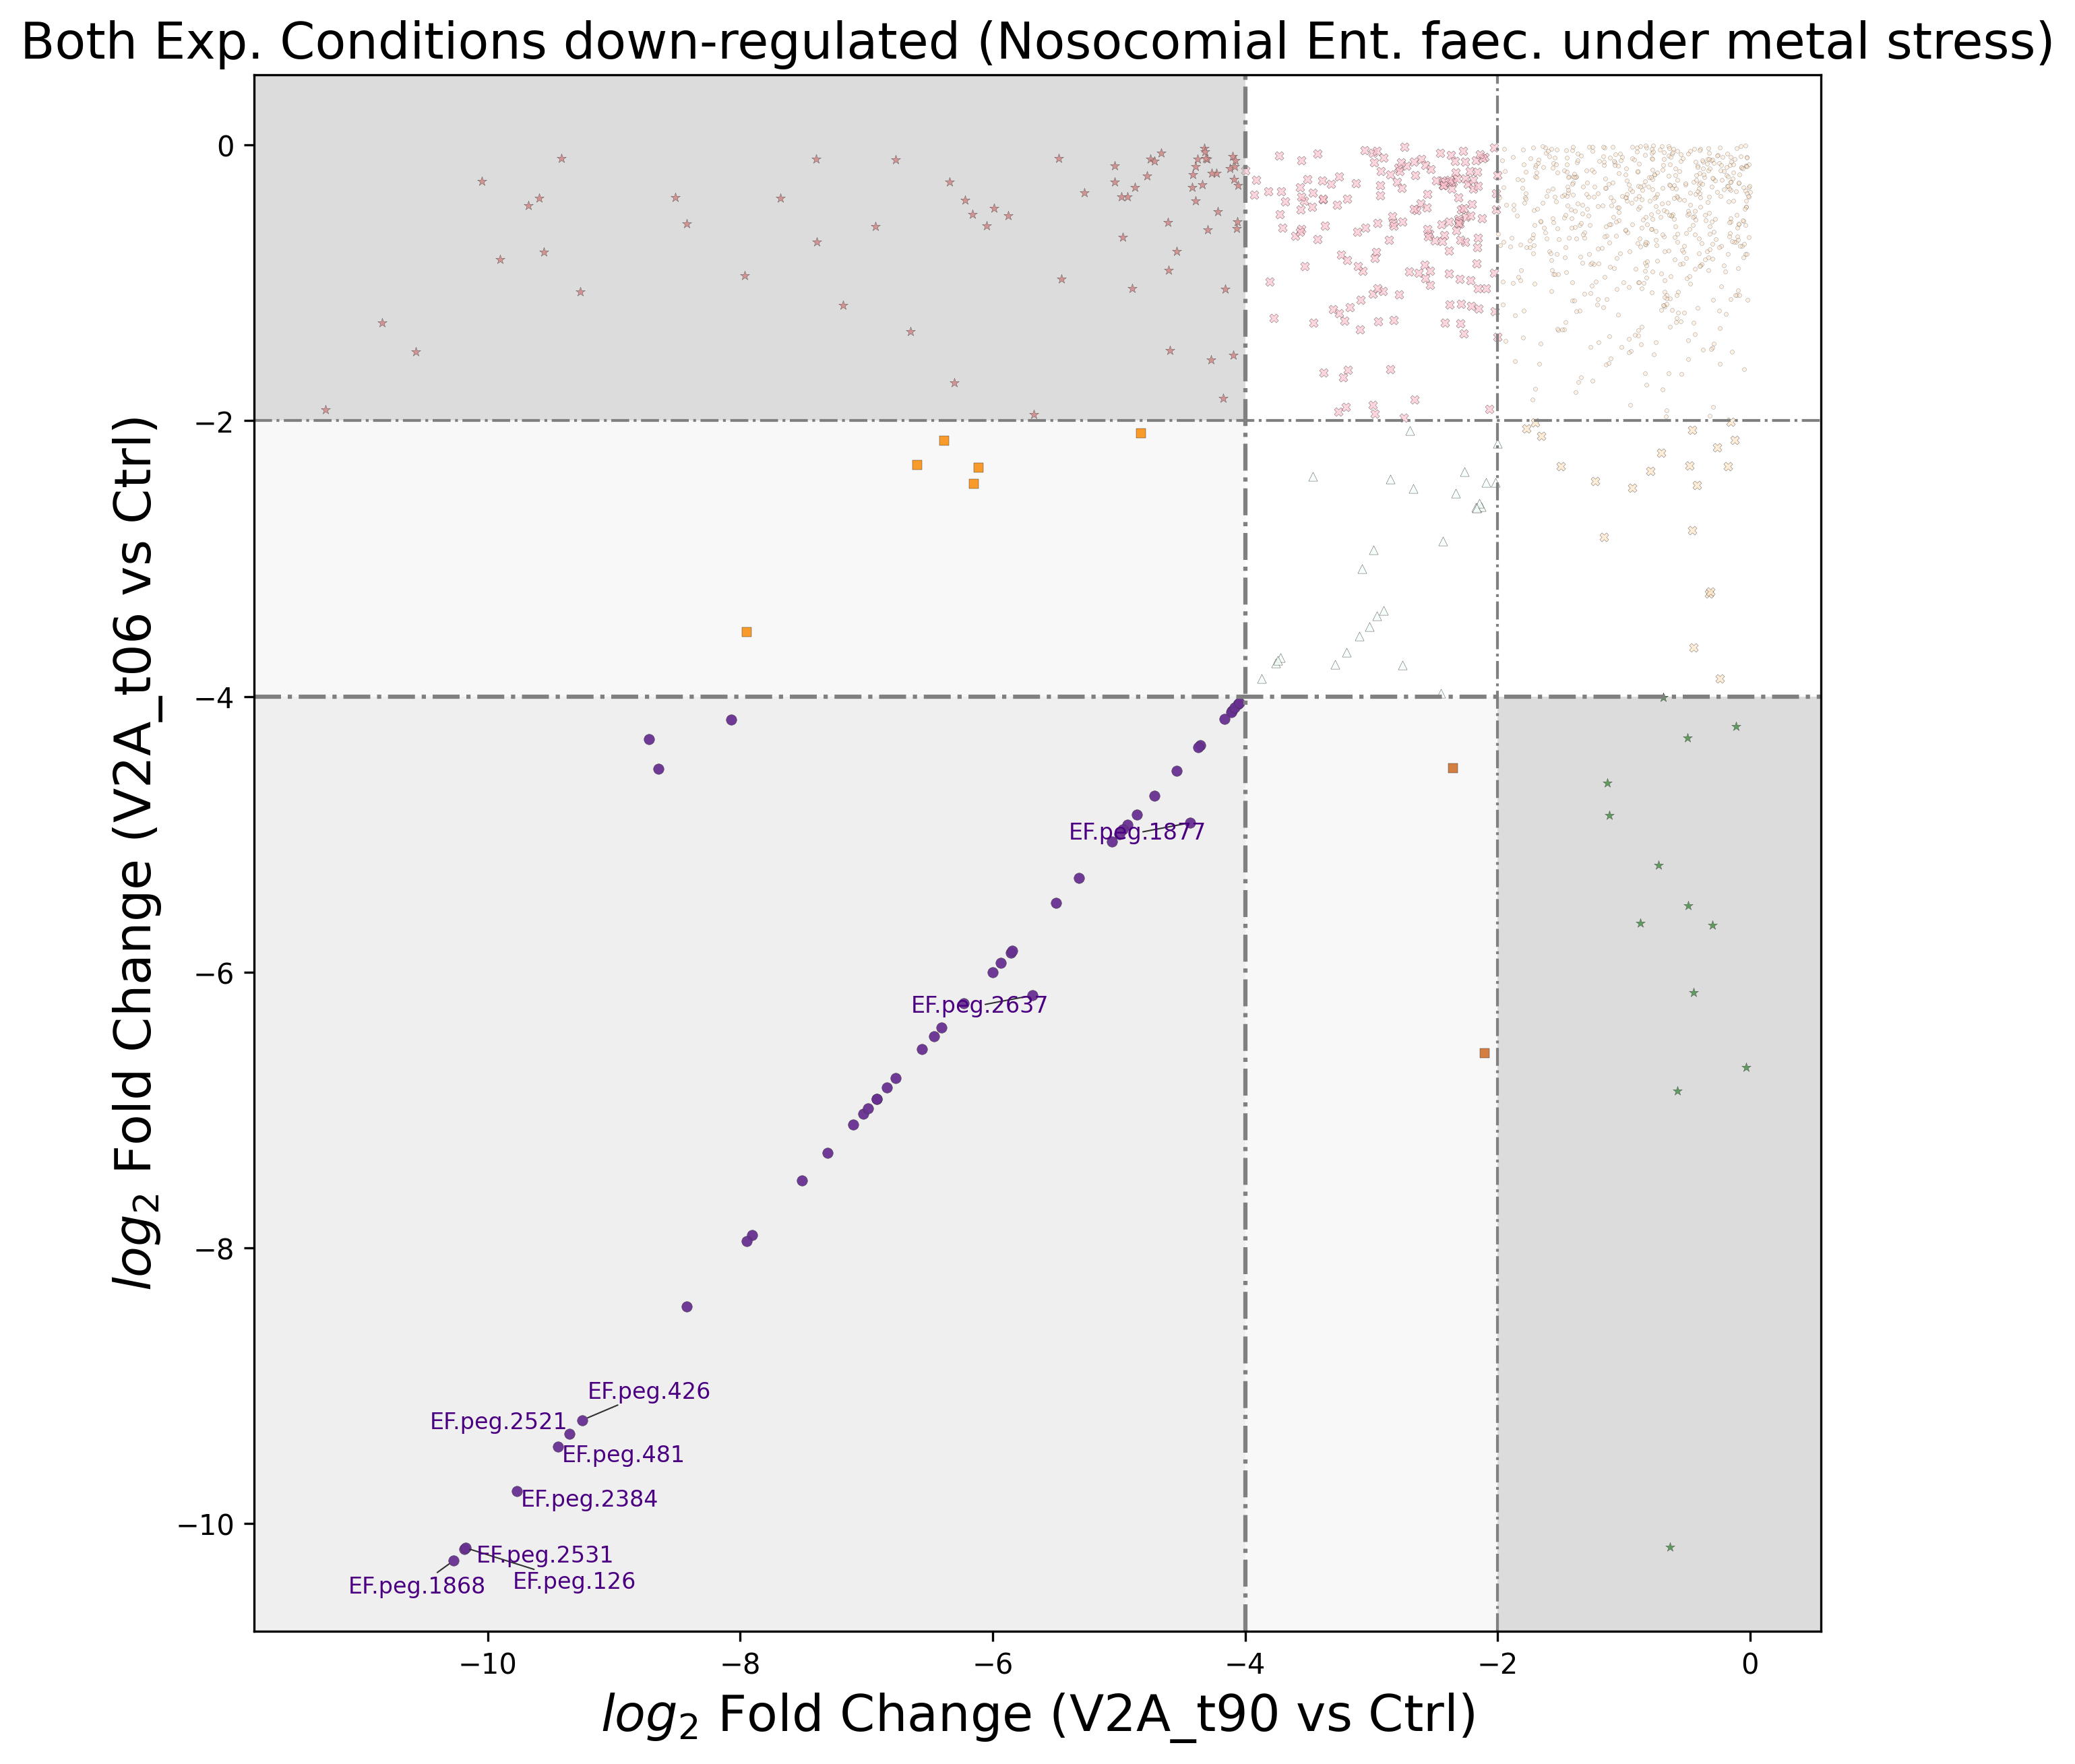 Both Exp. Conditions down-regulated (Nosocomial Ent. faec. under metal stress)
log2 Fold Change (V2A_t06 vs Ctrl)
0
−2
−4
−6
−8
−10
EF.peg.1877
EF.peg.2637
EF.peg.426
EF.peg.2521
EF.peg.481
EF.peg.2384
EF.peg.2531
EF.peg.126
EF.peg.1868
−10 −8 −6 −4 −2 0
log2 Fold Change (V2A_t90 vs Ctrl)